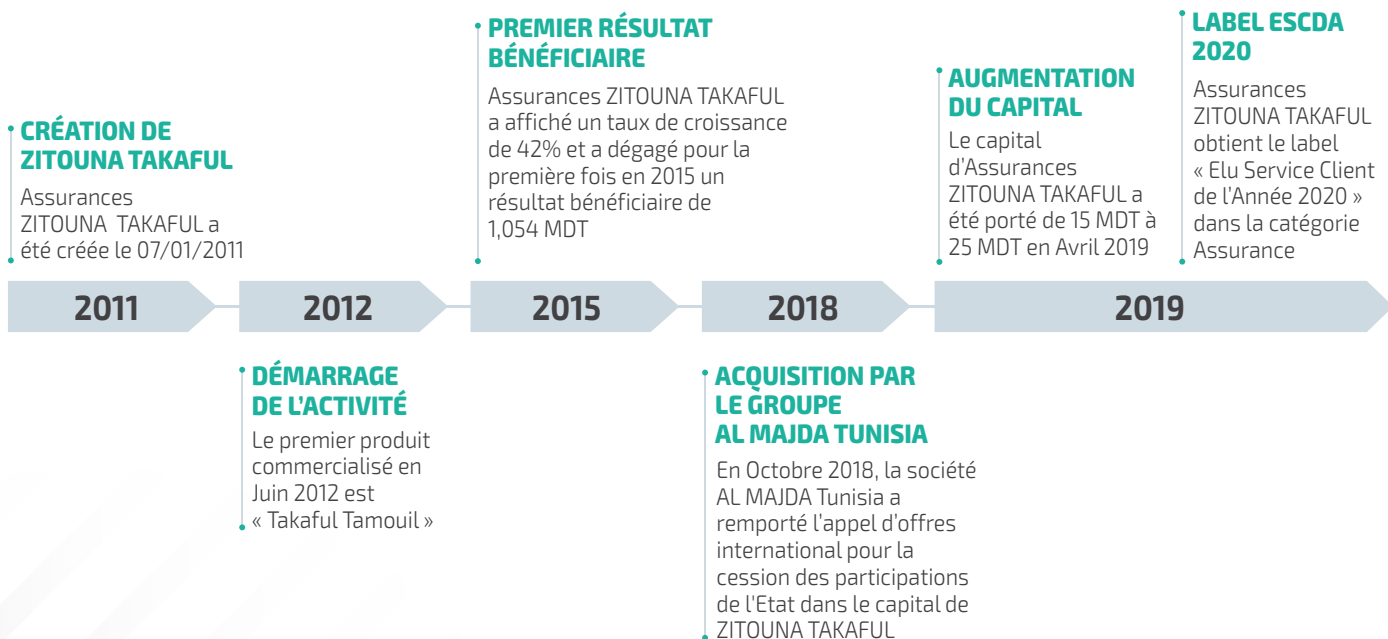 CRÉATION DE
ZITOUNA TAKAFUL
Assurances
ZITOUNA TAKAFUL a
été créée le 07/01/2011
PREMIER RÉSULTAT
BÉNÉFICIAIRE
Assurances ZITOUNA TAKAFUL
a affiché un taux de croissance
de 42% et a dégagé pour la
première fois en 2015 un
résultat bénéficiaire de
1,054 MDT
AUGMENTATION
DU CAPITAL
Le capital
d’Assurances
ZITOUNA TAKAFUL a
été porté de 15 MDT à
25 MDT en Avril 2019
LABEL ESCDA
2020
Assurances
ZITOUNA TAKAFUL
obtient le label
« Elu Service Client
de l’Année 2020 »
dans la catégorie
Assurance
2011
2012
2015
2018
2019
DÉMARRAGE
DE L’ACTIVITÉ
Le premier produit
commercialisé en
Juin 2012 est
« Takaful Tamouil »
ACQUISITION PAR
LE GROUPE
AL MAJDA TUNISIA
En Octobre 2018, la société
AL MAJDA Tunisia a
remporté l’appel d’offres
international pour la
cession des participations
de l'Etat dans le capital de
ZITOUNA TAKAFUL